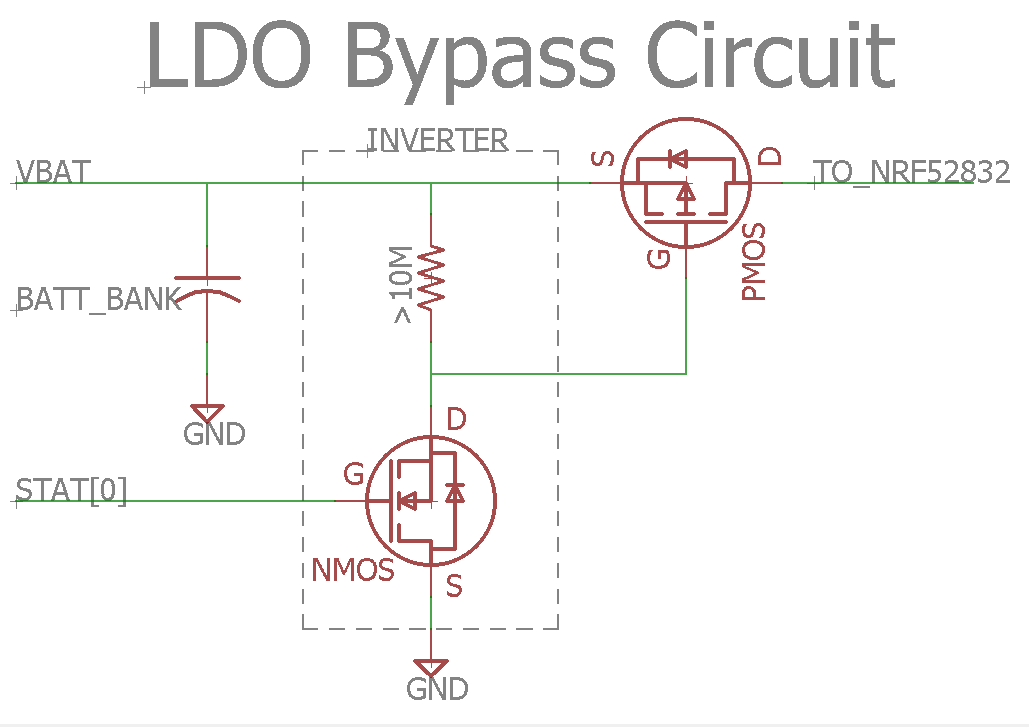 LDO Bypass Circuit
INVERTER
VBAT
S
D
TO_NRF52832
G
PMOS
>10M
BATT_BANK
GND
D
G
STAT[0]
NMOS
S
GND